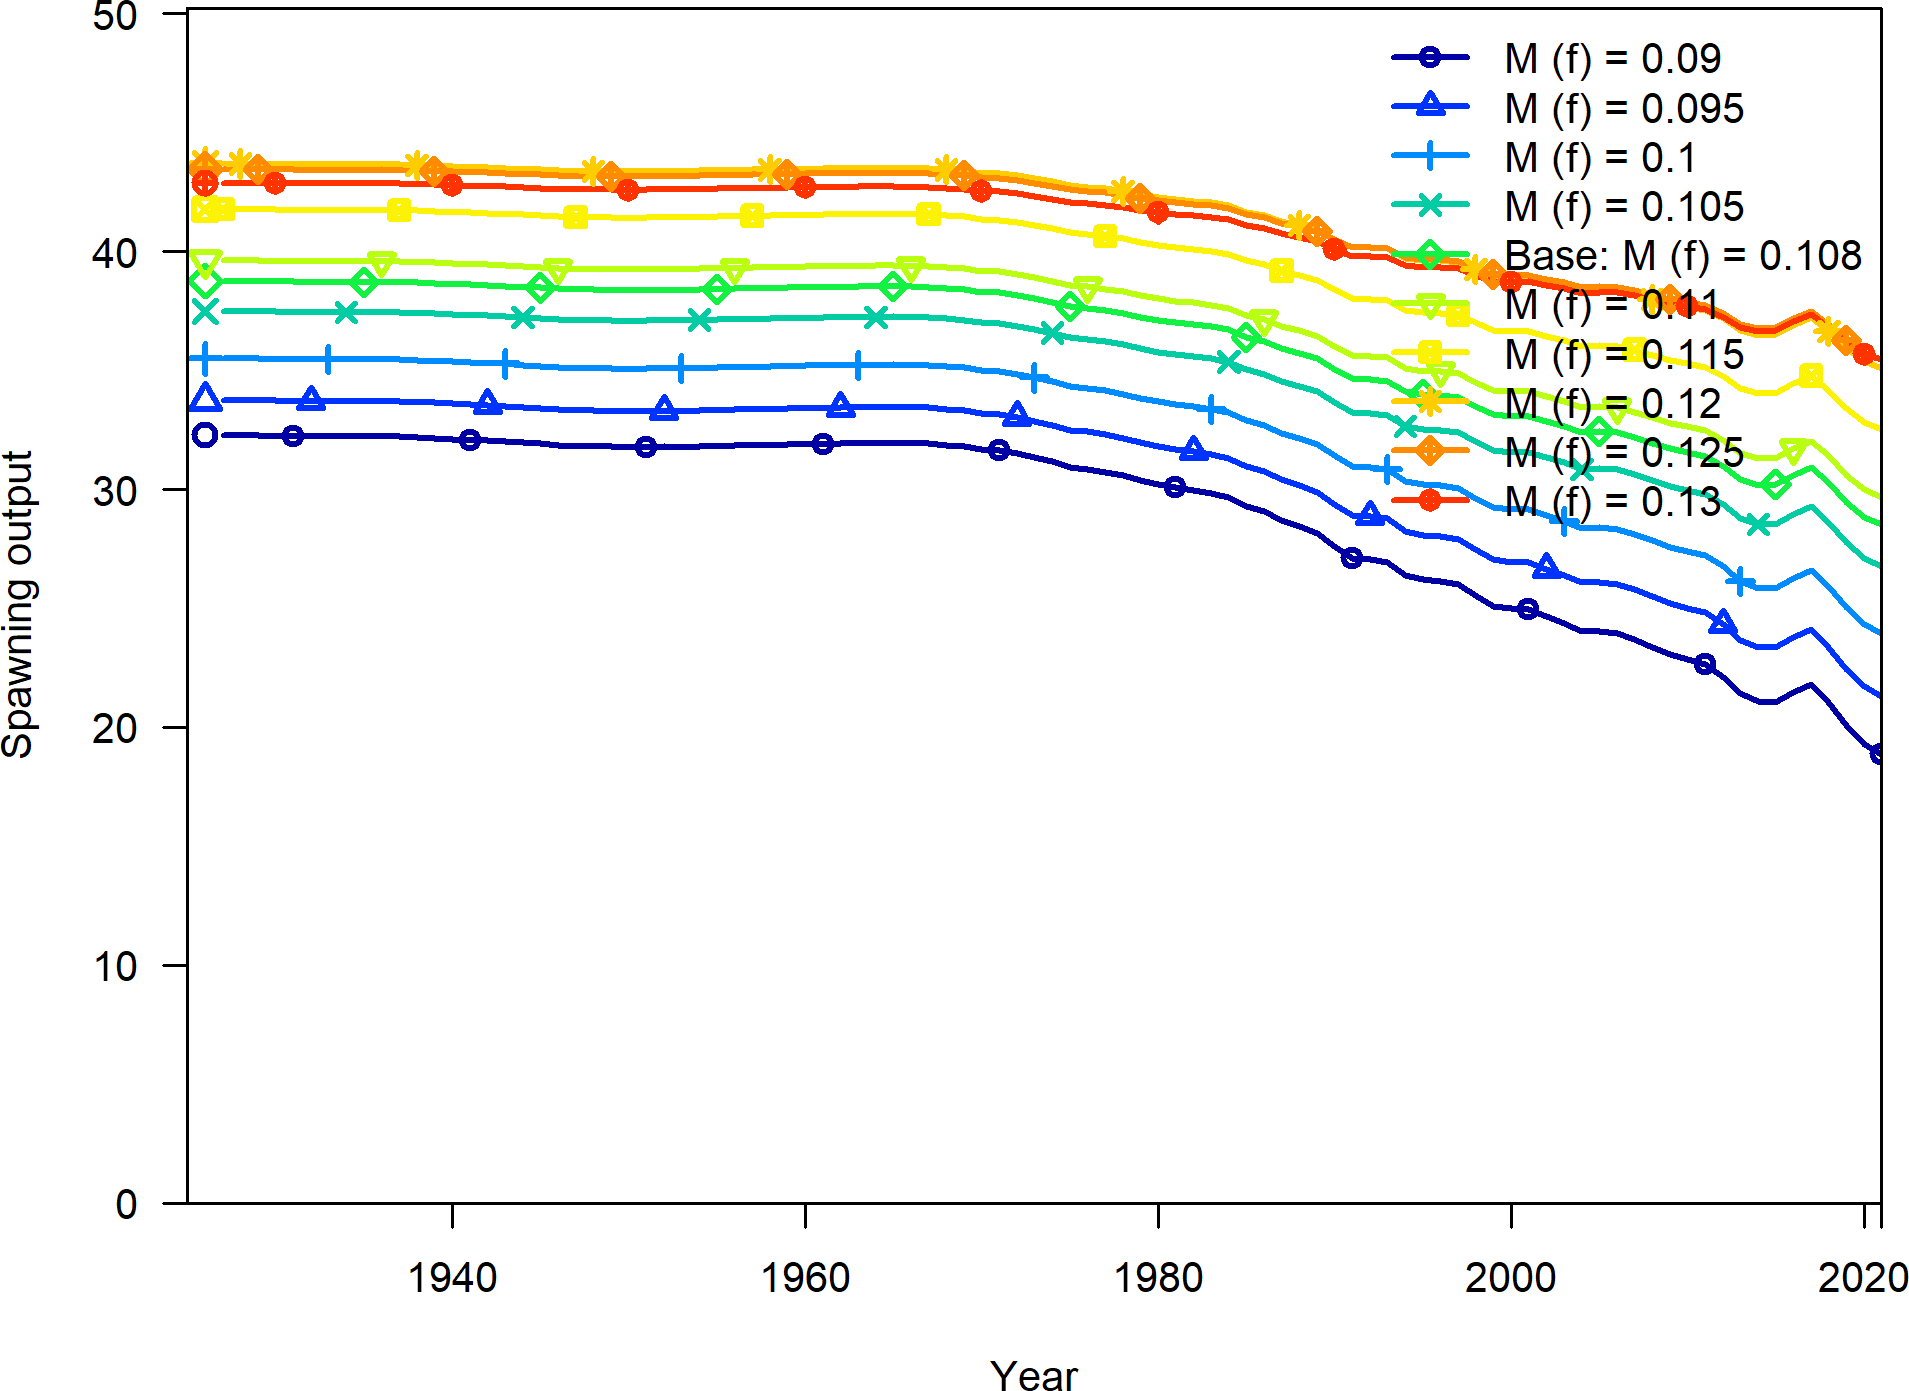 50
40
30
20
10
0
Spawning output
M (f) = 0.09
M (f) = 0.095
M (f) = 0.1
M (f) = 0.105
Base: M (f) = 0.108
M (f) = 0.11
M (f) = 0.115
M (f) = 0.12
M (f) = 0.125
M (f) = 0.13
1940 1960 1980 2000 2020
Year